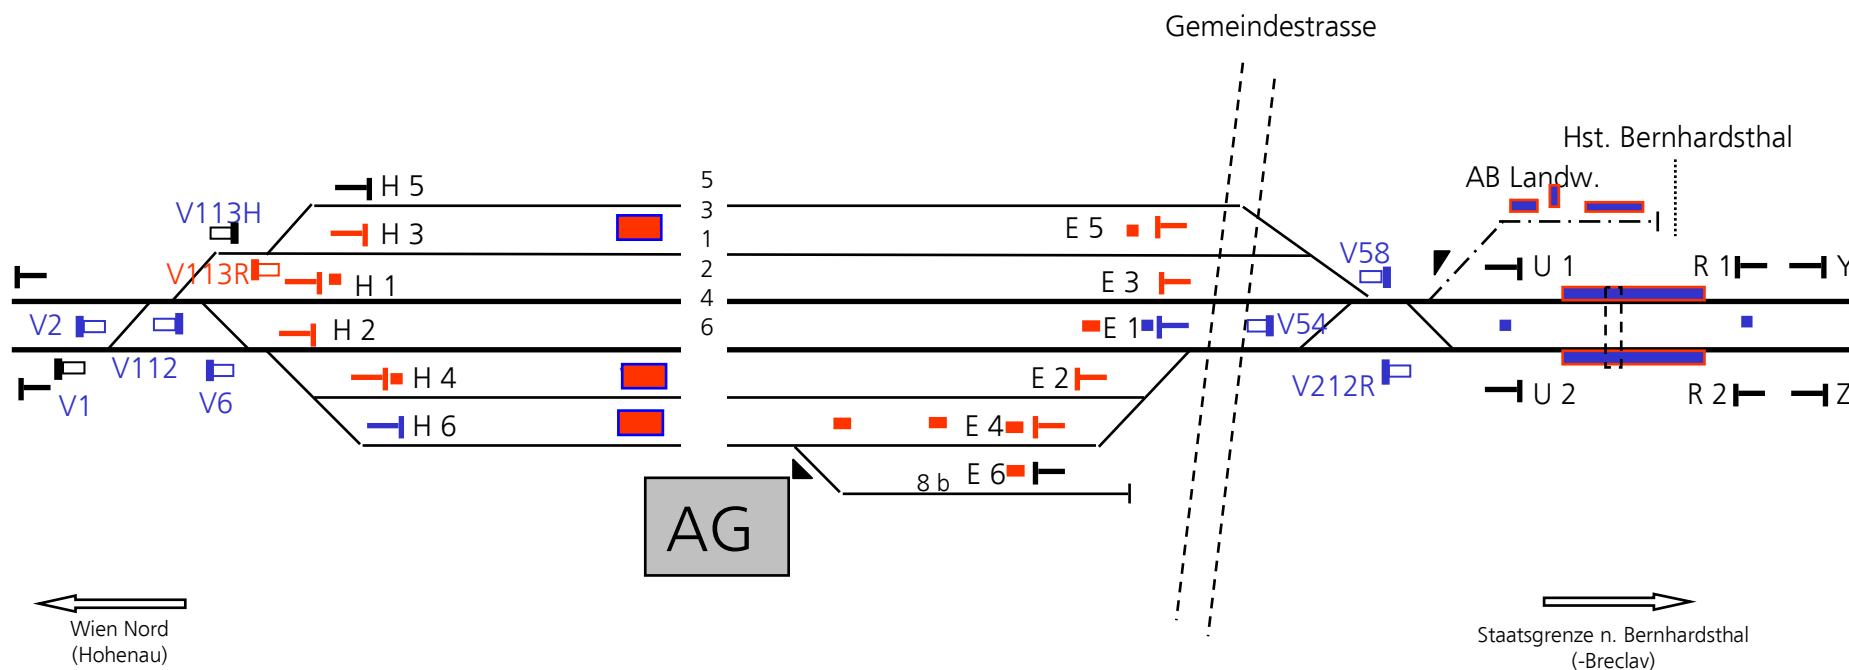 Gemeindestrasse
Hst. Bernhardsthal
AB Landw.
H 5
5
V113H
3
H 3
E 5
1
V58
V113R
2
U 1
R 1
Y
H 1
E 3
4
V2
H 2
6
E 1
V54
V112
H 4
E 2
V212R
V1
V6
U 2
R 2
Z
H 6
E 4
E 6
8 b
AG
Wien Nord
(Hohenau)
Staatsgrenze n. Bernhardsthal
(-Breclav)